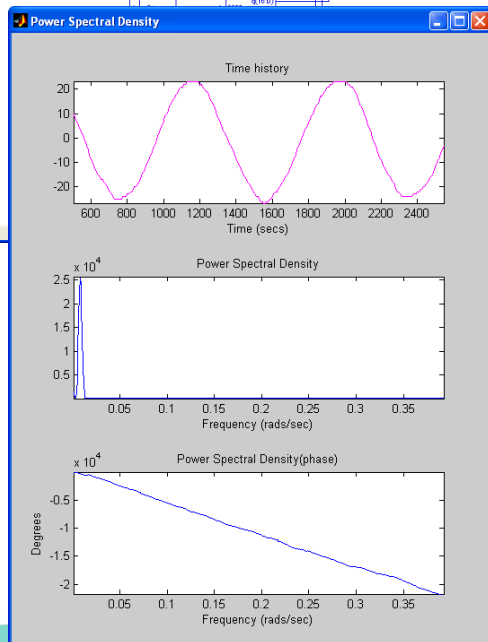 q(16:0)
Power Spectral Density
Time history
20
10
0
-10
-20
600 800 1000 1200 1400 1600 1800 2000 2200 2400
Time (secs)
x 10^4
Power Spectral Density
2.5
2
1.5
1
0.5
0.05 0.1 0.15 0.2 0.25 0.3 0.35
Frequency (rads/sec)
x 10^4
Power Spectral Density(phase)
-0.5
-1
-1.5
-2
Degrees
0.05 0.1 0.15 0.2 0.25 0.3 0.35
Frequency (rads/sec)